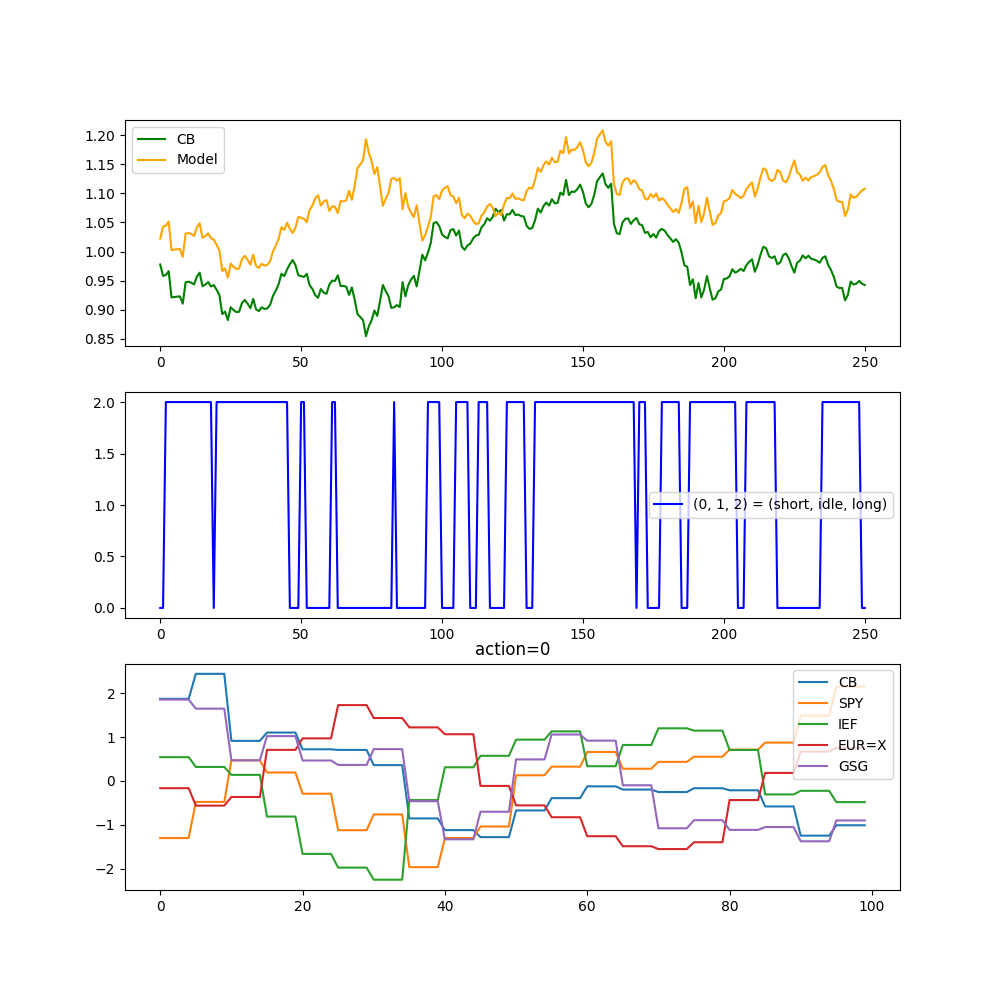 1.20
1.15
1.10
1.05
1.00
0.95
0.90
0.85
CB
Model
0 50 100 150 200 250
2.0
1.5
1.0
0.5
0.0
(0, 1, 2) = (short, idle, long)
0 50 100 150 200 250
action=0
2
1
0
−1
−2
CB
SPY
IEF
EUR=X
GSG
0 20 40 60 80 100